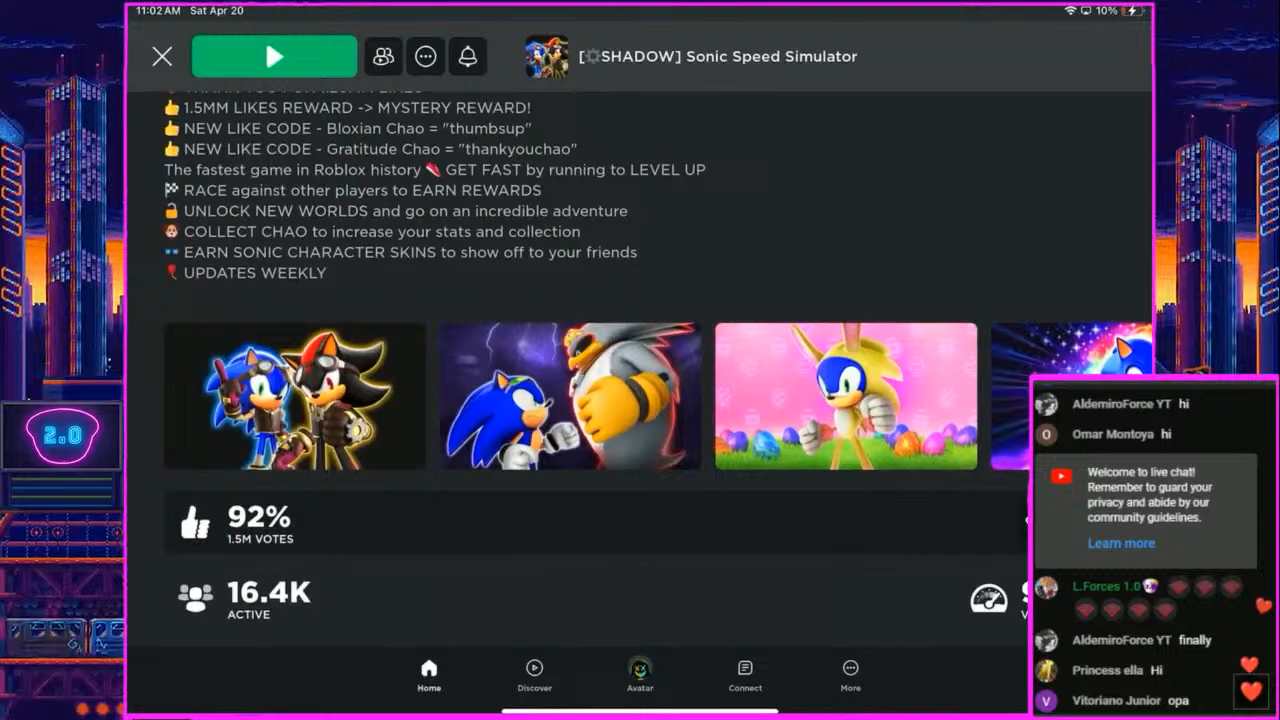 11:02 AM Sat Apr 20
10%
[SHADOW] Sonic Speed Simulator
👍 1.5MM LIKES REWARD -> MYSTERY REWARD!
👍 NEW LIKE CODE - Bloxian Chao = "thumbsup"
👍 NEW LIKE CODE - Gratitude Chao = "thankyouchao"
The fastest game in Roblox history 👟 GET FAST by running to LEVEL UP
🏁 RACE against other players to EARN REWARDS
🔓 UNLOCK NEW WORLDS and go on an incredible adventure
🐶 COLLECT CHAO to increase your stats and collection
👓 EARN SONIC CHARACTER SKINS to show off to your friends
🎈 UPDATES WEEKLY
92%
1.5M VOTES
16.4K
ACTIVE
Home
Discover
Avatar
Connect
More
2.0
AldemiroForce YT hi
O Omar Montoya hi
Welcome to live chat!
Remember to guard your
privacy and abide by our
community guidelines.
Learn more
L.Forces 1.0
AldemiroForce YT finally
Princess ella Hi
V Vitoriano Junior opa